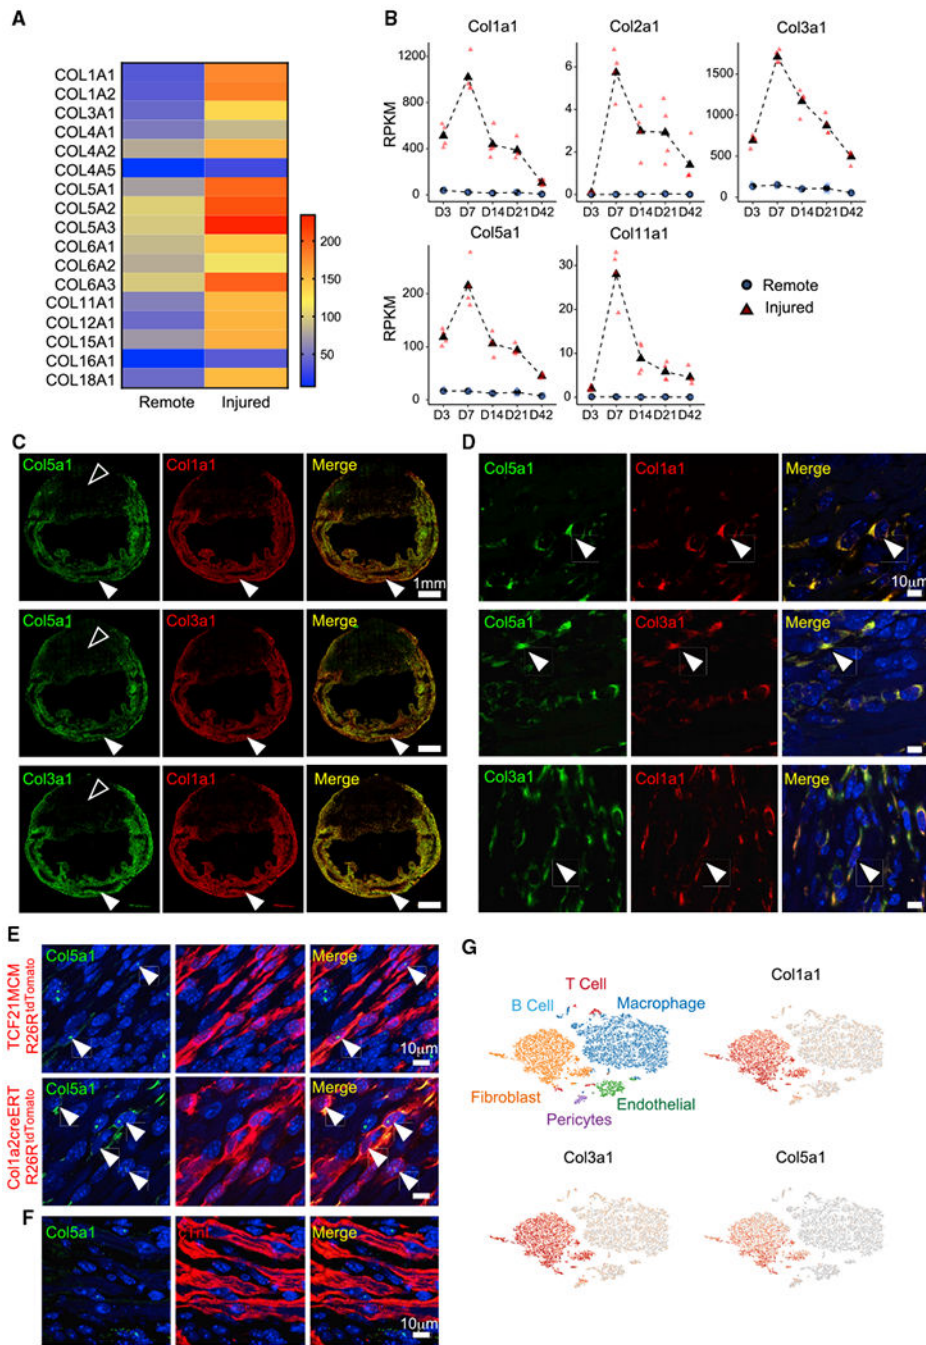 A
COL1A1
COL1A2
COL3A1
COL4A1
COL4A2
COL4A5
COL5A1
COL5A2
COL5A3
COL6A1
COL6A2
COL6A3
COL11A1
COL12A1
COL15A1
COL16A1
COL18A1
Remote Injured
200
150
100
50
B
Col1a1 Col2a1 Col3a1
RPKM
1200
800
400
0
D3 D7 D14 D21 D42
6
4
2
0
D3 D7 D14 D21 D42
1500
1000
500
0
D3 D7 D14 D21 D42
Col5a1 Col11a1
RPKM
200
100
0
D3 D7 D14 D21 D42
30
20
10
0
D3 D7 D14 D21 D42
Remote
Injured
C
Col5a1 Col1a1 Merge
1mm
Col5a1 Col3a1 Merge
Col3a1 Col1a1 Merge
D
Col5a1 Col1a1 Merge
10μm
Col5a1 Col3a1 Merge
Col3a1 Col1a1 Merge
E
TCF21MCM
R26RtdTomato
Col5a1 Merge
10μm
Col1a2creERT
R26RtdTomato
Col5a1 Merge
F
Col5a1 Merge
10μm
G
T Cell
B Cell
Macrophage
Fibroblast
Endothelial
Pericytes
Col1a1
Col3a1
Col5a1